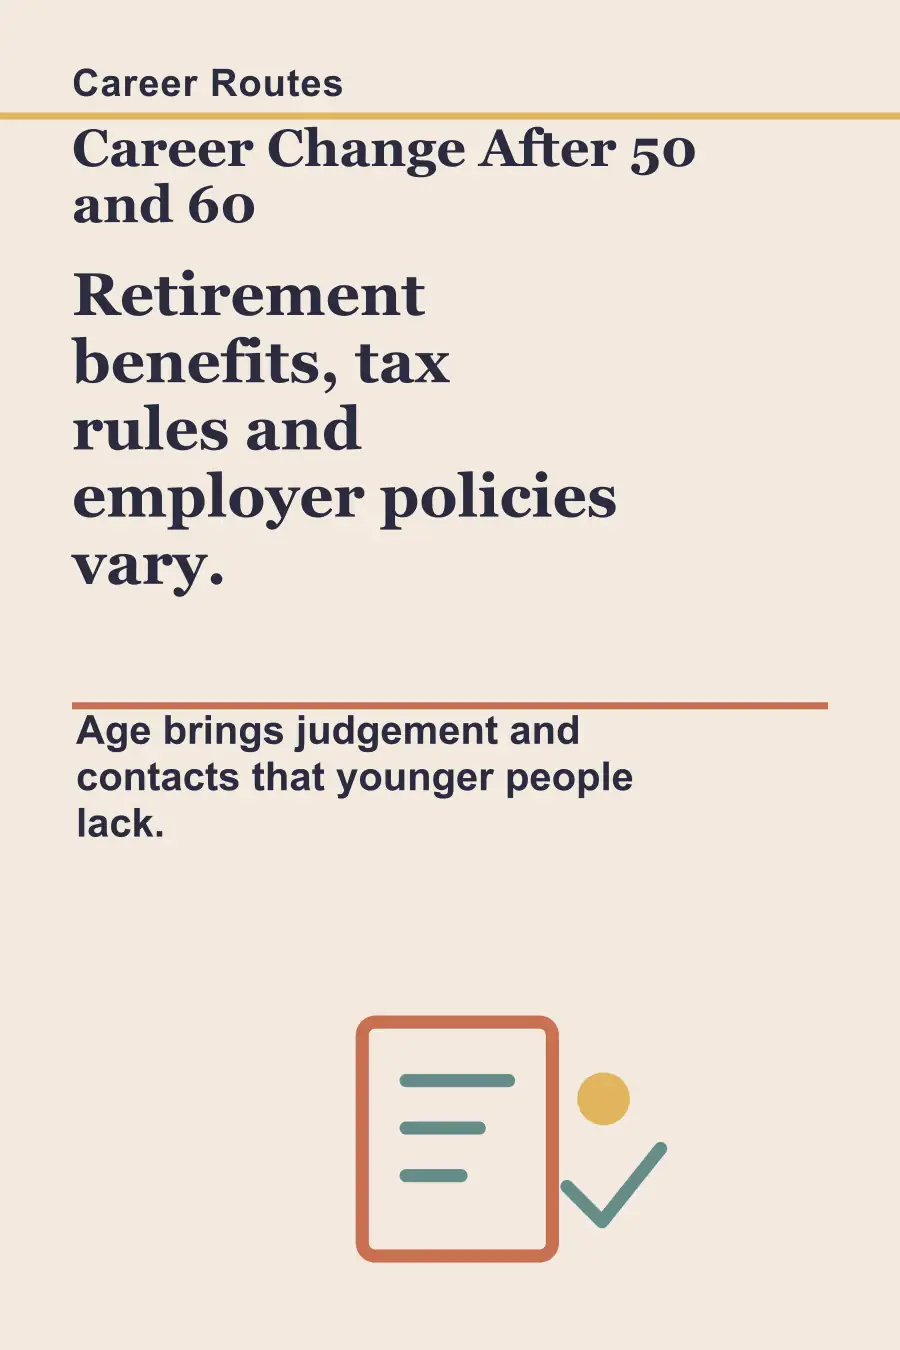 Career Routes
Career Change After 50
and 60
Retirement
benefits, tax
rules and
employer policies
vary.
Age brings judgement and
contacts that younger people
lack.